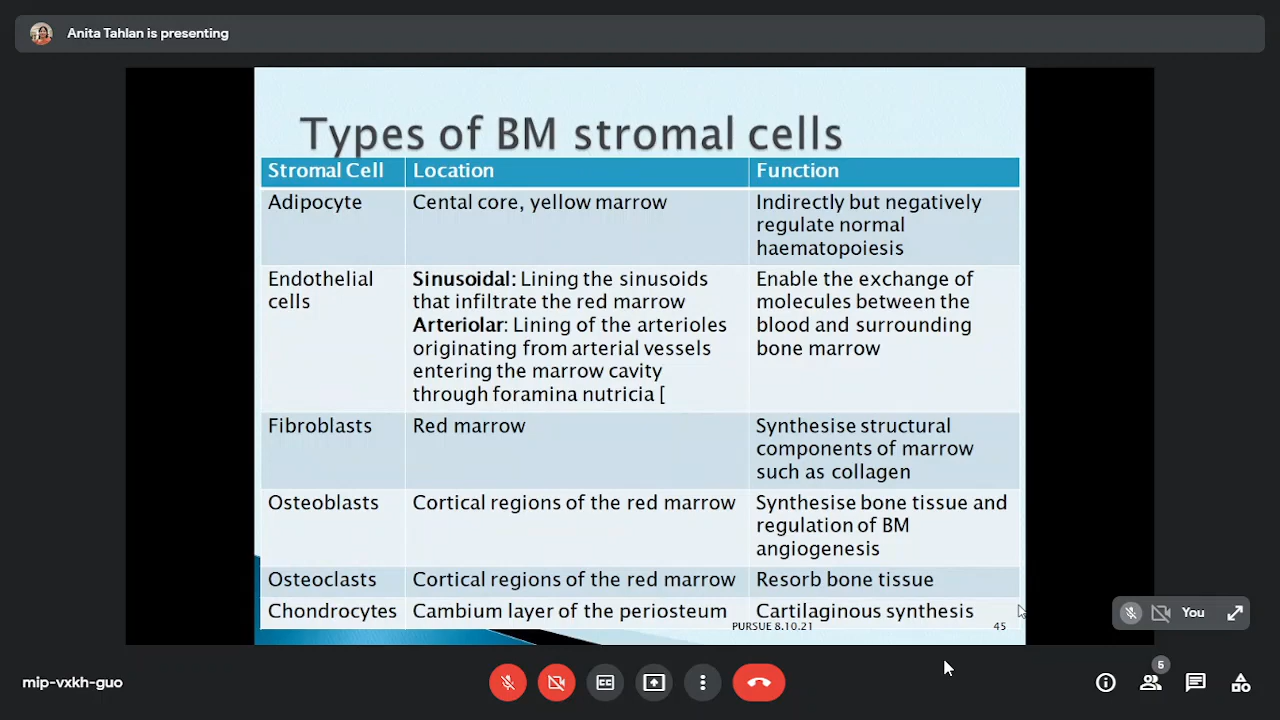 Anita Tahlan is presenting
Types of BM stromal cells
Stromal Cell
Location
Function
Adipocyte
Cental core, yellow marrow
Indirectly but negatively
regulate normal
haematopoiesis
Endothelial
cells
Sinusoidal: Lining the sinusoids
that infiltrate the red marrow
Arteriolar: Lining of the arterioles
originating from arterial vessels
entering the marrow cavity
through foramina nutricia [
Enable the exchange of
molecules between the
blood and surrounding
bone marrow
Fibroblasts
Red marrow
Synthesise structural
components of marrow
such as collagen
Osteoblasts
Cortical regions of the red marrow
Synthesise bone tissue and
regulation of BM
angiogenesis
Osteoclasts
Cortical regions of the red marrow
Resorb bone tissue
Chondrocytes
Cambium layer of the periosteum
Cartilaginous synthesis
PURSUE 8.10.21
45
You
mip-vxkh-guo
CC
5